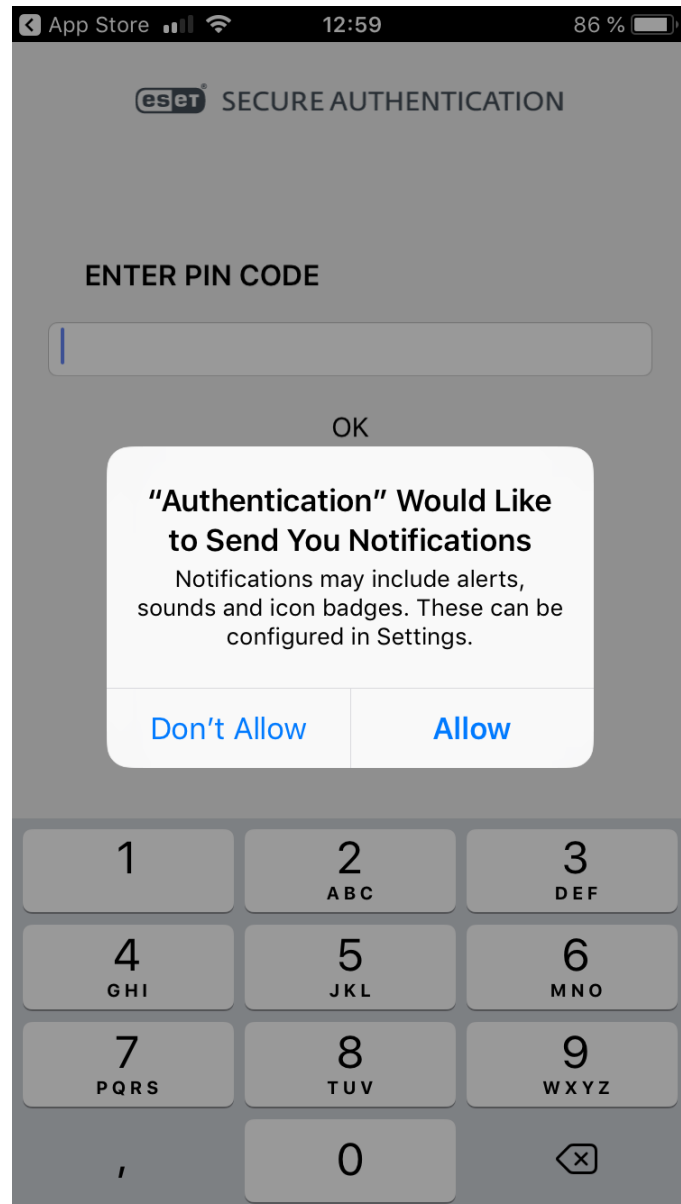 App Store 12:59 86 %
eset® SECURE AUTHENTICATION
ENTER PIN CODE
OK
“Authentication” Would Like
to Send You Notifications
Notifications may include alerts,
sounds and icon badges. These can be
configured in Settings.
Don’t Allow Allow
1 2 3
ABC DEF
4 5 6
GHI JKL MNO
7 8 9
PQRS TUV WXYZ
, 0